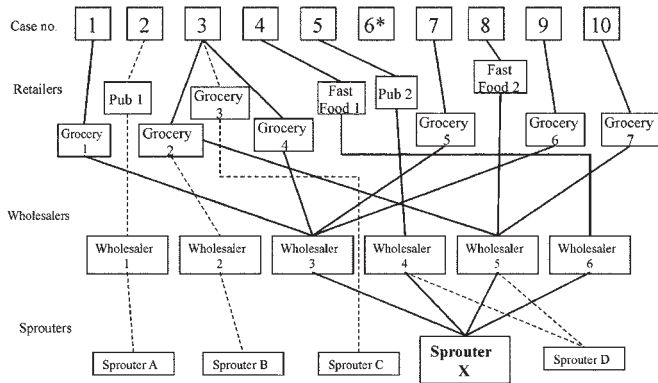 Case no. 1 2 3 4 5 6* 7 8 9 10
Retailers
Pub 1
Grocery
3
Fast
Food 1
Pub 2
Fast
Food 2
Grocery
1
Grocery
2
Grocery
4
Grocery
5
Grocery
6
Grocery
7
Wholesalers
Wholesaler
1
Wholesaler
2
Wholesaler
3
Wholesaler
4
Wholesaler
5
Wholesaler
6
Sprouters
Sprouter A
Sprouter B
Sprouter C
Sprouter
X
Sprouter D